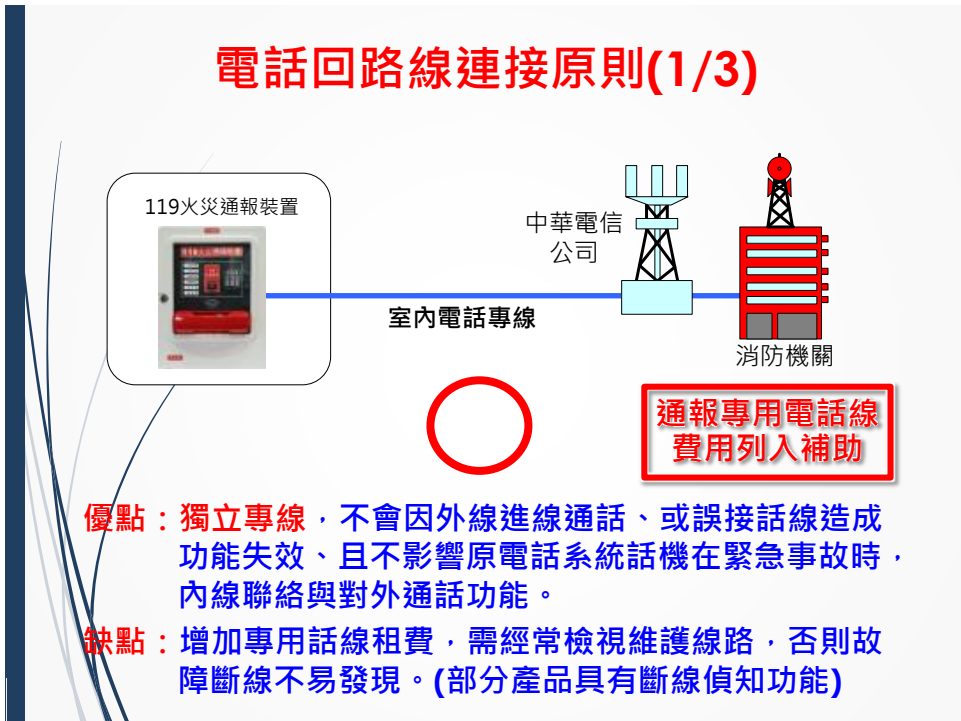 電話回路線連接原則(1/3)
119火災通報裝置
中華電信
公司
室內電話專線
消防機關
通報專用電話線
費用列入補助
優點：獨立專線，不會因外線進線通話、或誤接話線造成
功能失效、且不影響原電話系統話機在緊急事故時，
內線聯絡與對外通話功能。
缺點：增加專用話線租費，需經常檢視維護線路，否則故
障斷線不易發現。(部分產品具有斷線偵知功能)